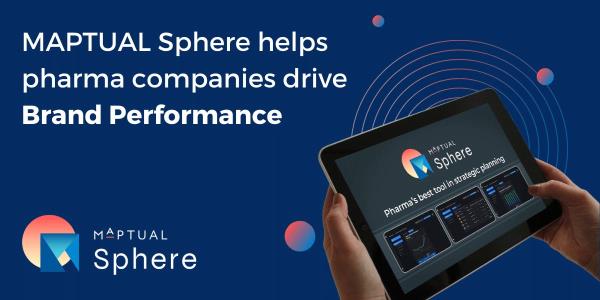 MAPTUAL Sphere helps
pharma companies drive
Brand Performance
MAPTUAL
Sphere
Pharma's best tool in strategic planning
MAPTUAL
Sphere